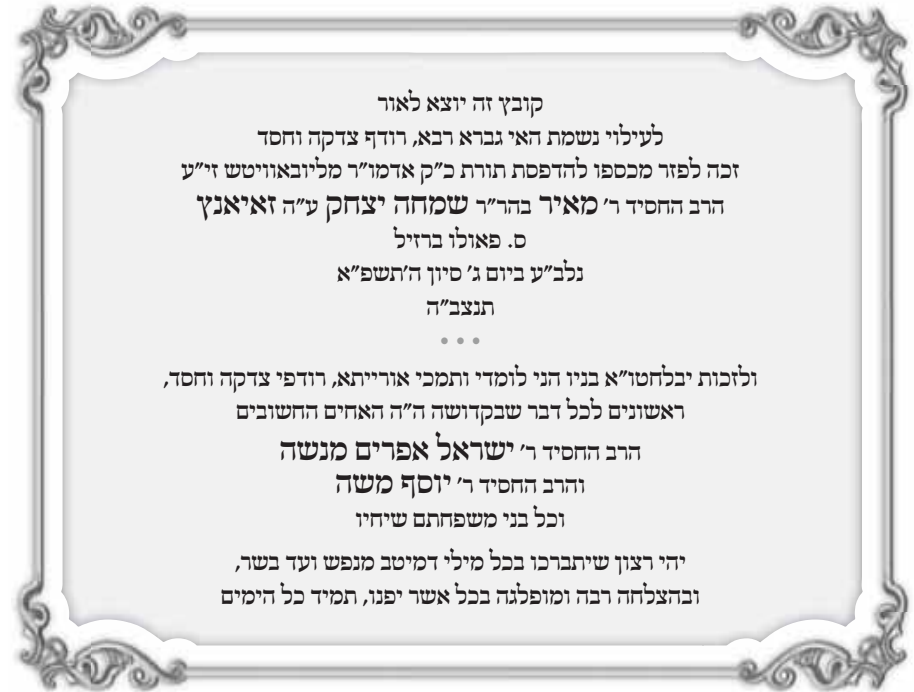 קובץ זה יוצא לאור
לעילוי נשמת האי גברא רבא, רודף צדקה וחסד
זכה לפזר מכספו להדפסת תורת כ״ק אדמו״ר מליובאוויטש זי״ע
הרב החסיד ר׳ מאיר בהר״ר שמחה יצחק ע״ה זאיאנץ
ס. פאולו ברזיל
נלב״ע ביום ג׳ סיון ה׳תשפ״א
תנצב״ה
• • •
ולזכות יבלחטו״א בניו הני לומדי ותמכי אורייתא, רודפי צדקה וחסד,
ראשונים לכל דבר שבקדושה ה״ה האחים החשובים
הרב החסיד ר׳ ישראל אפרים מנשה
והרב החסיד ר׳ יוסף משה
וכל בני משפחתם שיחיו
יהי רצון שיתברכו בכל מילי דמיטב מנפש ועד בשר,
ובהצלחה רבה ומופלגה בכל אשר יפנו, תמיד כל הימים